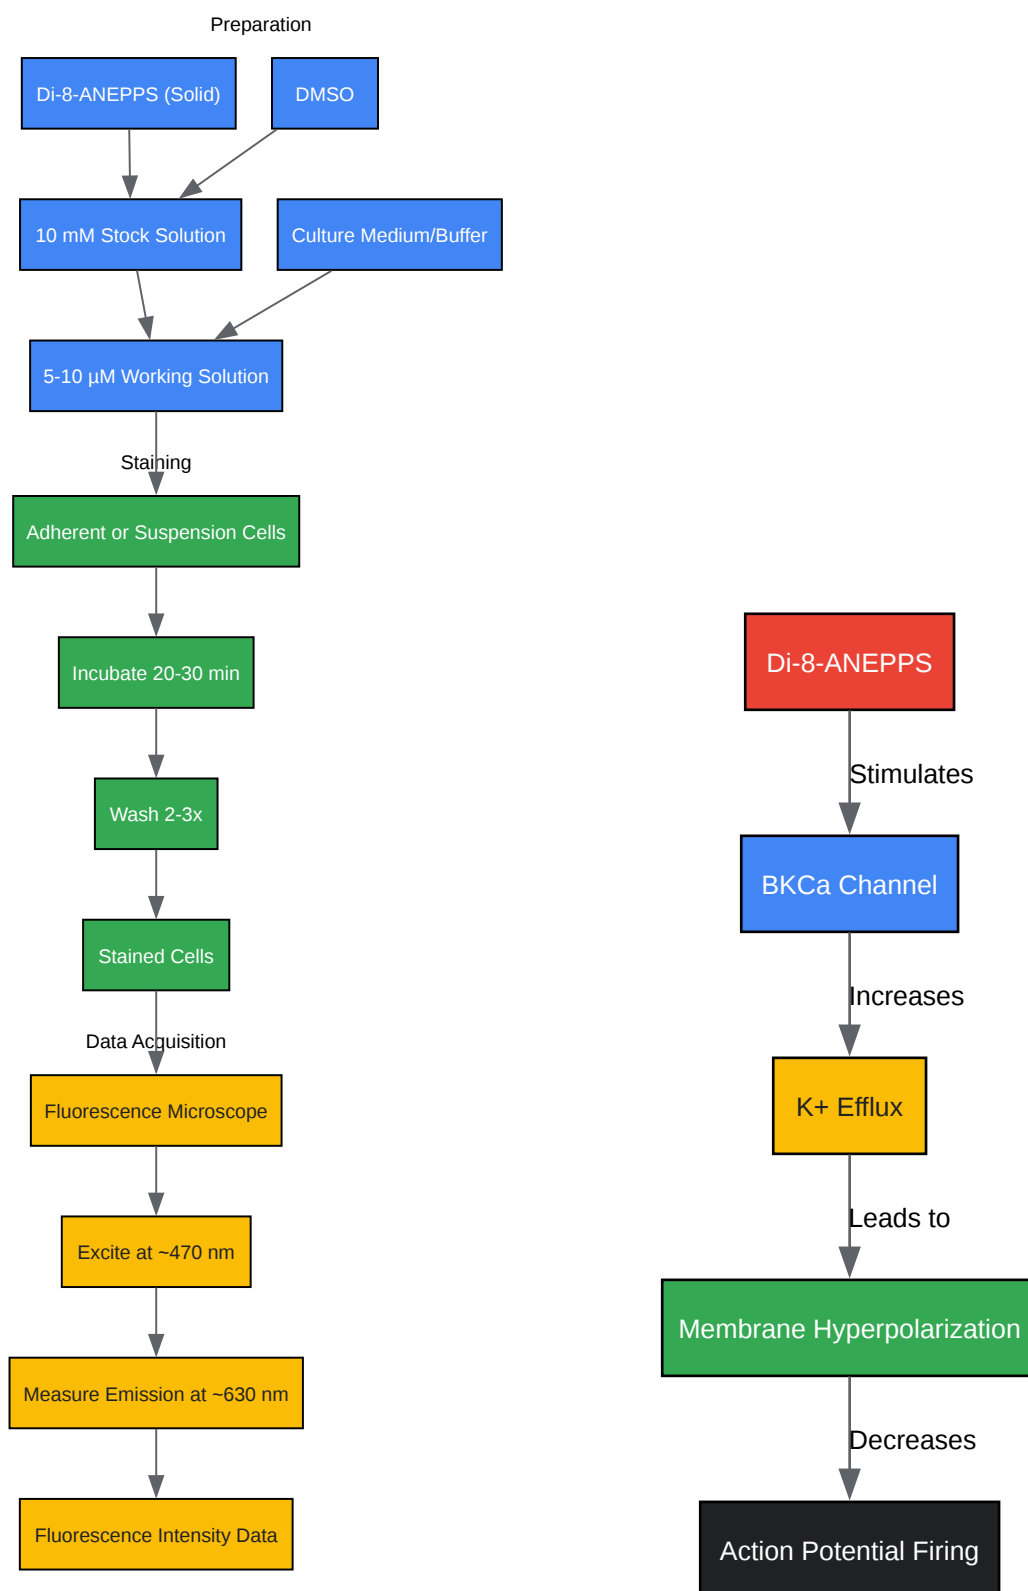 Preparation
Di-8-ANEPPS (Solid)
DMSO
10 mM Stock Solution
Culture Medium/Buffer
5-10 µM Working Solution
Staining
Adherent or Suspension Cells
Incubate 20-30 min
Wash 2-3x
Stained Cells
Data Acquisition
Fluorescence Microscope
Excite at ~470 nm
Measure Emission at ~630 nm
Fluorescence Intensity Data
Di-8-ANEPPS
Stimulates
BKCa Channel
Increases
K+ Efflux
Leads to
Membrane Hyperpolarization
Decreases
Action Potential Firing